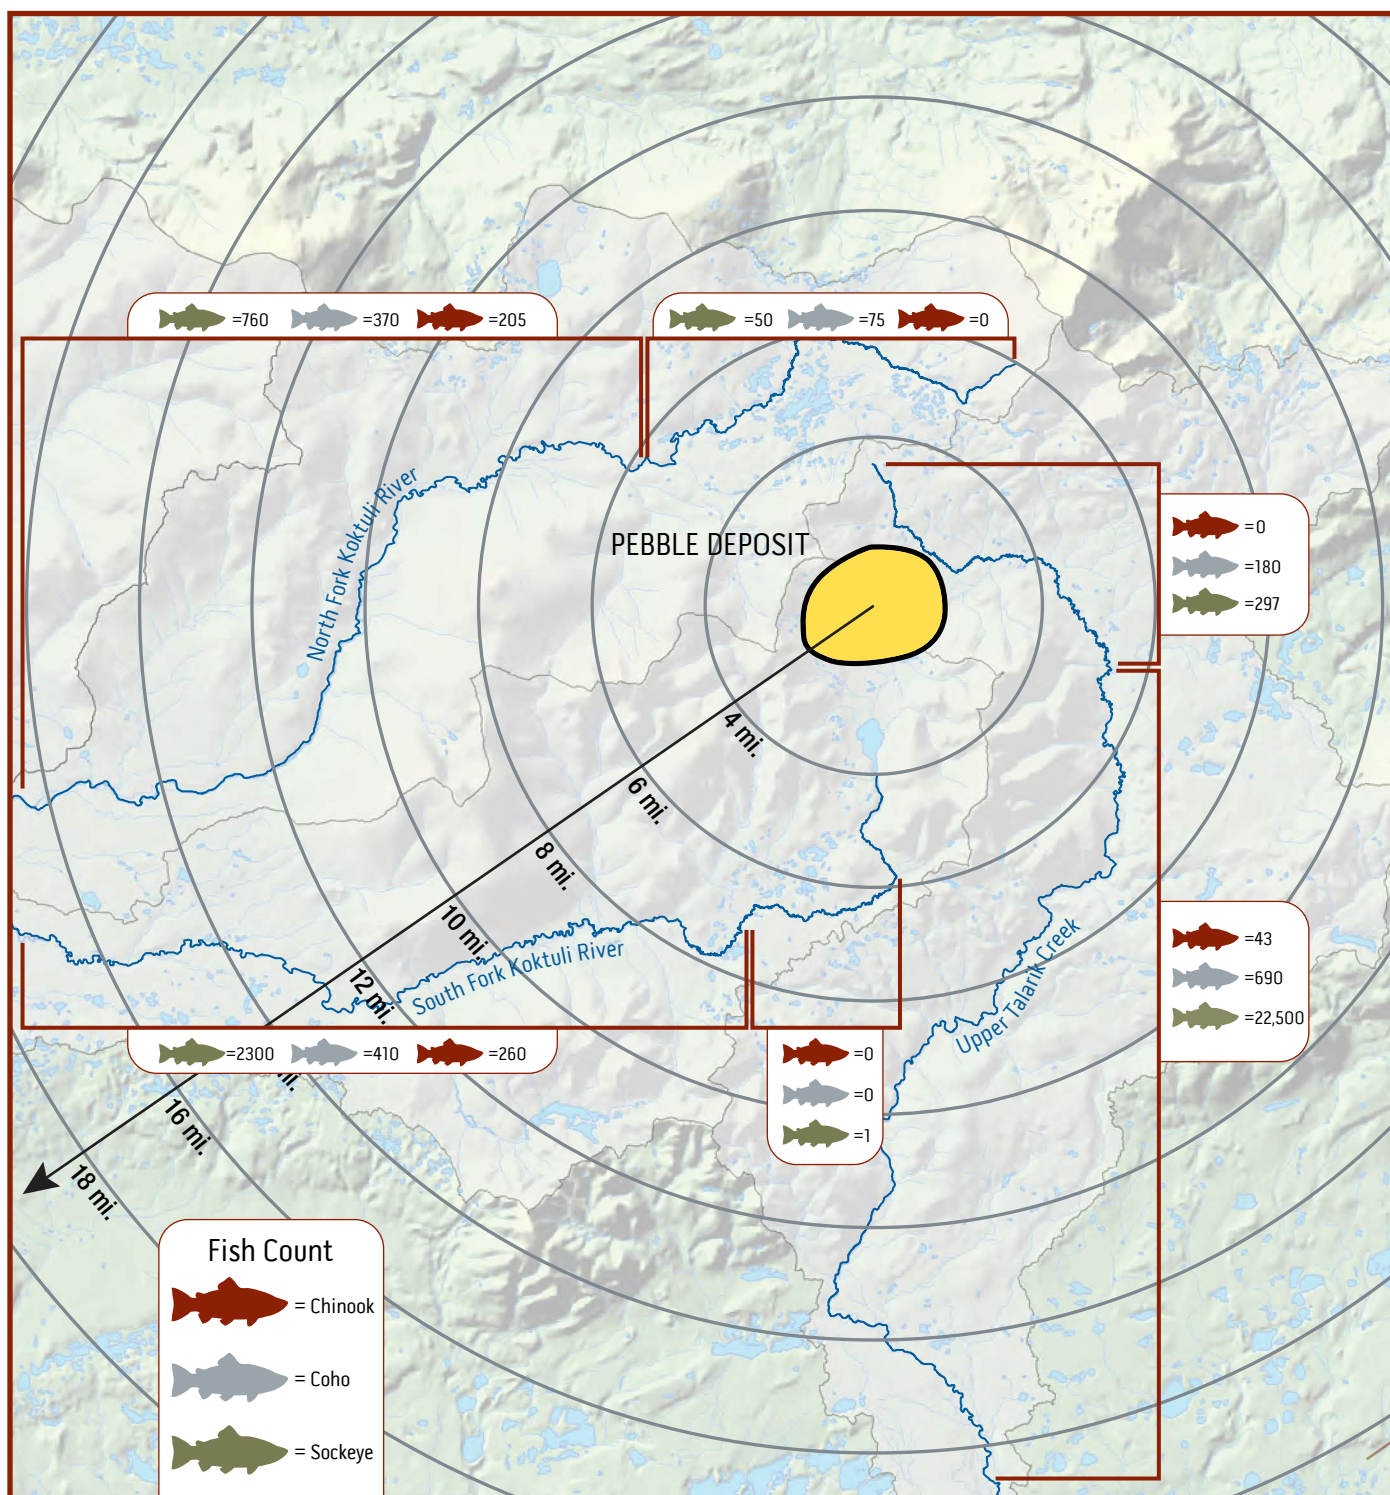 =760 =370 =205
=50 =75 =0
North Fork Koktuli River
PEBBLE DEPOSIT
=0
=180
=297
4 mi.
6 mi.
8 mi.
10 mi.
12 mi.
mi.
16 mi.
18 mi.
South Fork Koktuli River
Upper Talarik Creek
=43
=690
=22,500
=2300 =410 =260
=0
=0
=1
Fish Count
= Chinook
= Coho
= Sockeye